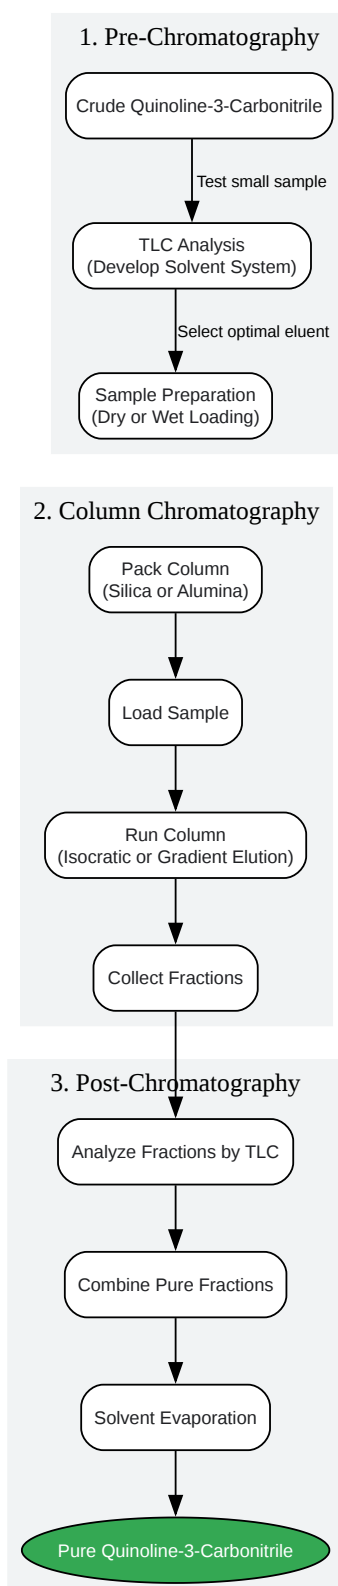 1. Pre-Chromatography
Crude Quinoline-3-Carbonitrile
Test small sample
TLC Analysis
(Develop Solvent System)
Select optimal eluent
Sample Preparation
(Dry or Wet Loading)
2. Column Chromatography
Pack Column
(Silica or Alumina)
Load Sample
Run Column
(Isocratic or Gradient Elution)
Collect Fractions
3. Post-Chromatography
Analyze Fractions by TLC
Combine Pure Fractions
Solvent Evaporation
Pure Quinoline-3-Carbonitrile